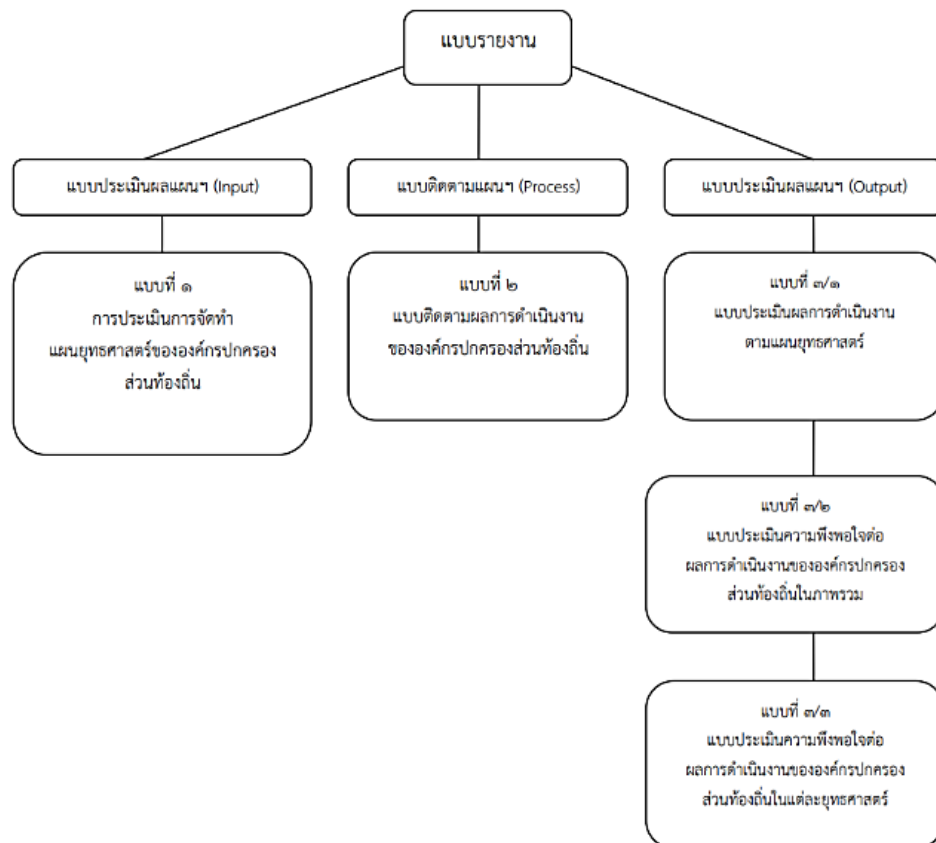 แบบรายงาน
แบบประเมินผลแผนฯ (Input)
แบบติดตามแผนฯ (Process)
แบบประเมินผลแผนฯ (Output)
แบบที่ ๑
การประเมินการจัดทำ
แผนยุทธศาสตร์ขององค์กรปกครอง
ส่วนท้องถิ่น
แบบที่ ๒
แบบติดตามผลการดำเนินงาน
ขององค์กรปกครองส่วนท้องถิ่น
แบบที่ ๓/๑
แบบประเมินผลการดำเนินงาน
ตามแผนยุทธศาสตร์
แบบที่ ๓/๒
แบบประเมินความพึงพอใจต่อ
ผลการดำเนินงานขององค์กรปกครอง
ส่วนท้องถิ่นในภาพรวม
แบบที่ ๓/๓
แบบประเมินความพึงพอใจต่อ
ผลการดำเนินงานขององค์กรปกครอง
ส่วนท้องถิ่นในแต่ละยุทธศาสตร์